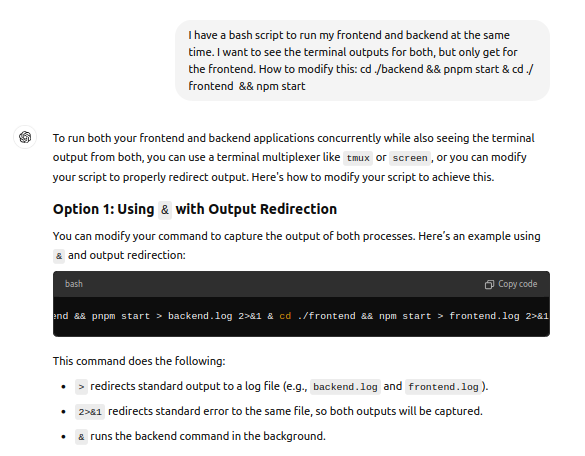 I have a bash script to run my frontend and backend at the same
time. I want to see the terminal outputs for both, but only get for
the frontend. How to modify this: cd ./backend && pnpm start & cd ./
frontend  && npm start
To run both your frontend and backend applications concurrently while also seeing the terminal
output from both, you can use a terminal multiplexer like tmux or screen, or you can modify
your script to properly redirect output. Here's how to modify your script to achieve this.
Option 1: Using & with Output Redirection
You can modify your command to capture the output of both processes. Here's an example using
& and output redirection:
bash Copy code
nd && pnpm start > backend.log 2>&1 & cd ./frontend && npm start > frontend.log 2>&1
This command does the following:
• > redirects standard output to a log file (e.g., backend.log and frontend.log).
• 2>&1 redirects standard error to the same file, so both outputs will be captured.
• & runs the backend command in the background.